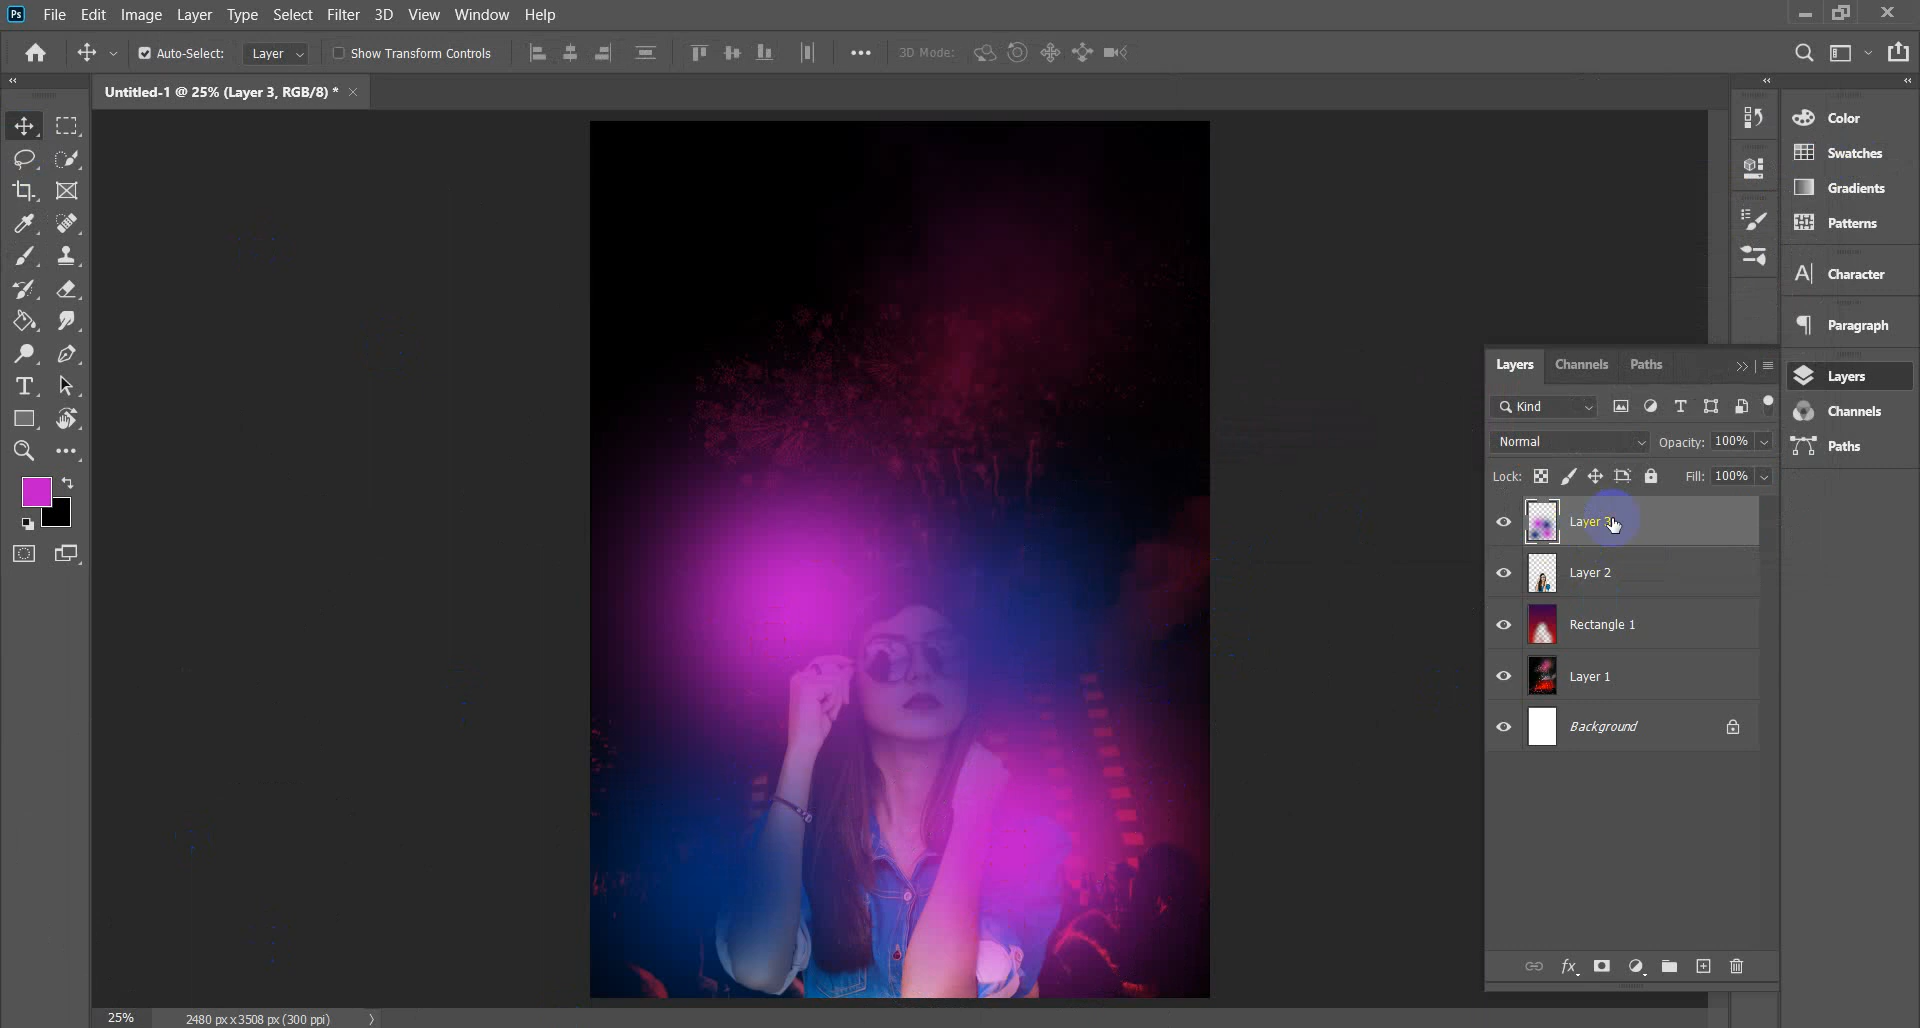 Ps File Edit Image Layer Type Select Filter 3D View Window Help
Auto-Select: Layer Show Transform Controls 3D Mode:
Untitled-1 @ 25% (Layer 3, RGB/8) *
Color
Swatches
Gradients
Patterns
Character
Paragraph
Layers
Channels
Paths
Layers Channels Paths
Kind
Normal Opacity: 100%
Lock: Fill: 100%
Layer 3
Layer 2
Rectangle 1
Layer 1
Background
25% 2480 px x 3508 px (300 ppi)